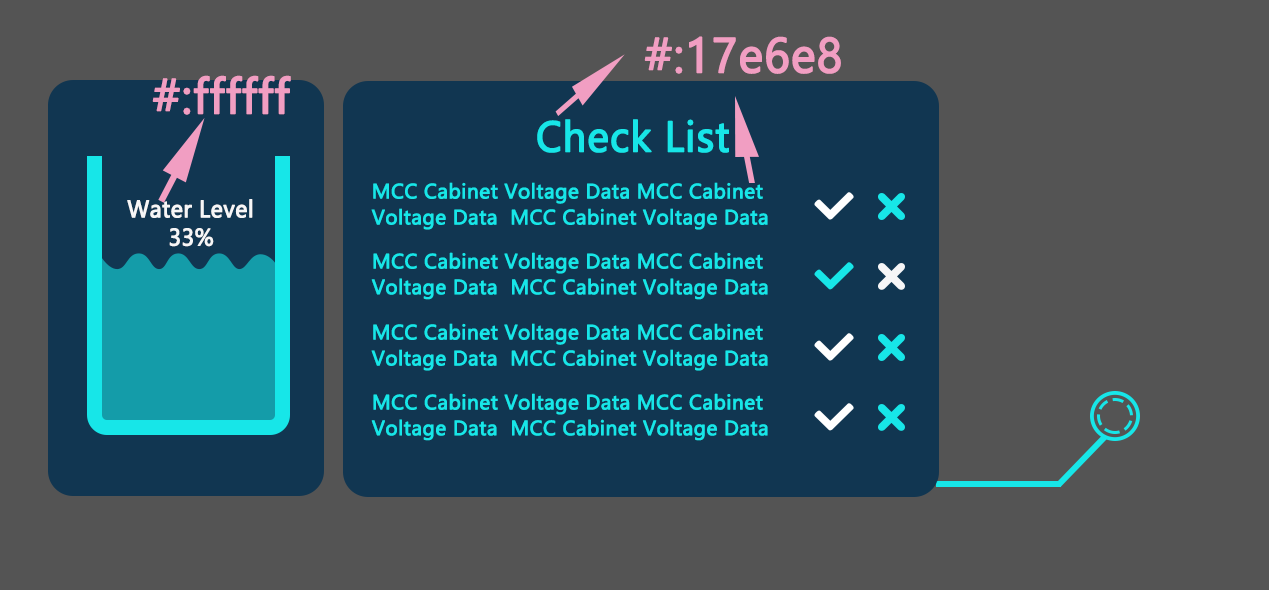 #:17e6e8
#:ffffff
Water Level
33%
Check List
MCC Cabinet Voltage Data MCC Cabinet
Voltage Data  MCC Cabinet Voltage Data
MCC Cabinet Voltage Data MCC Cabinet
Voltage Data  MCC Cabinet Voltage Data
MCC Cabinet Voltage Data MCC Cabinet
Voltage Data  MCC Cabinet Voltage Data
MCC Cabinet Voltage Data MCC Cabinet
Voltage Data  MCC Cabinet Voltage Data